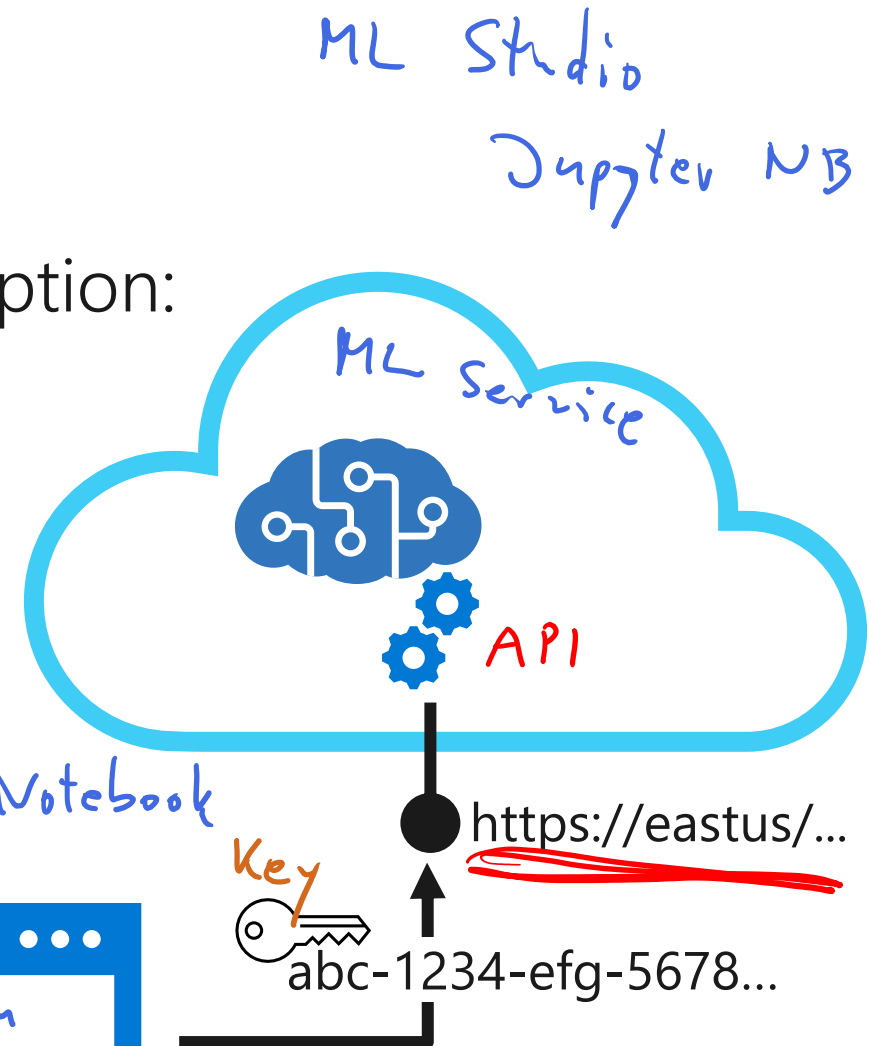 ML Studio
Jupyter NB
ption:
ML Service
API
Notebook
https://eastus/...
Key
abc-1234-efg-5678...